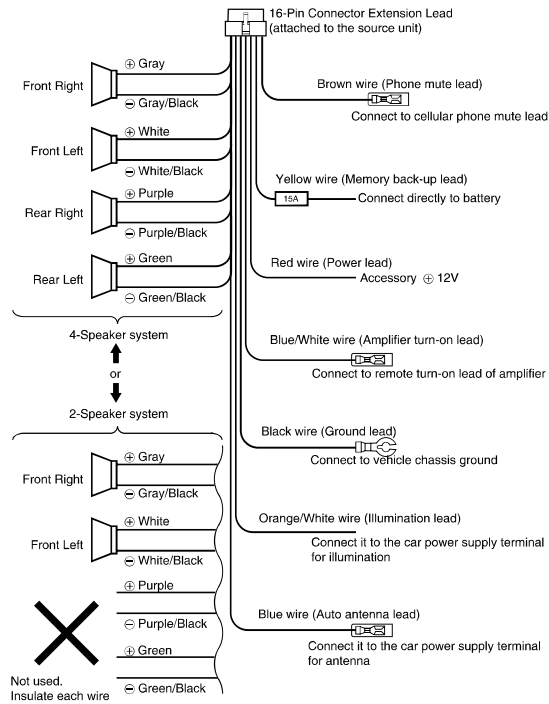 16-Pin Connector Extension Lead
(attached to the source unit)
Front Right
⊕ Gray
⊖ Gray/Black
Front Left
⊕ White
⊖ White/Black
Rear Right
⊕ Purple
⊖ Purple/Black
Rear Left
⊕ Green
⊖ Green/Black
4-Speaker system
or
2-Speaker system
Front Right
⊕ Gray
⊖ Gray/Black
Front Left
⊕ White
⊖ White/Black
⊕ Purple
⊖ Purple/Black
⊕ Green
⊖ Green/Black
Not used.
Insulate each wire
Brown wire (Phone mute lead)
Connect to cellular phone mute lead
Yellow wire (Memory back-up lead)
15A
Connect directly to battery
Red wire (Power lead)
Accessory ⊕ 12V
Blue/White wire (Amplifier turn-on lead)
Connect to remote turn-on lead of amplifier
Black wire (Ground lead)
Connect to vehicle chassis ground
Orange/White wire (Illumination lead)
Connect it to the car power supply terminal
for illumination
Blue wire (Auto antenna lead)
Connect it to the car power supply terminal
for antenna